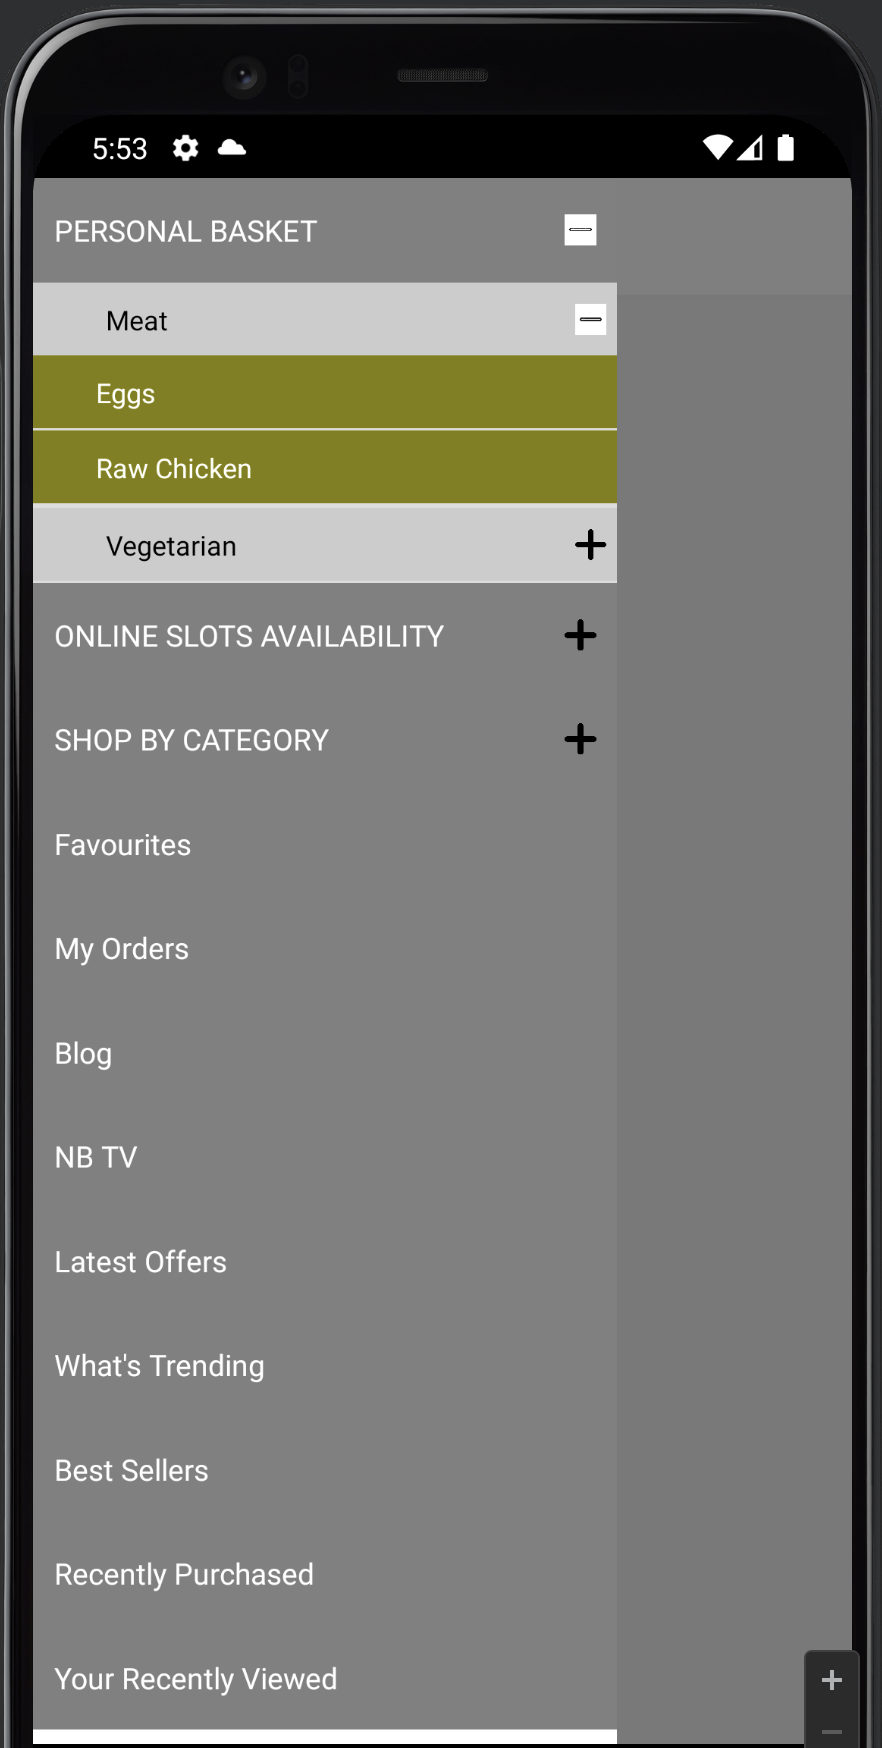 5:53
PERSONAL BASKET
Meat
Eggs
Raw Chicken
Vegetarian
ONLINE SLOTS AVAILABILITY
SHOP BY CATEGORY
Favourites
My Orders
Blog
NB TV
Latest Offers
What's Trending
Best Sellers
Recently Purchased
Your Recently Viewed